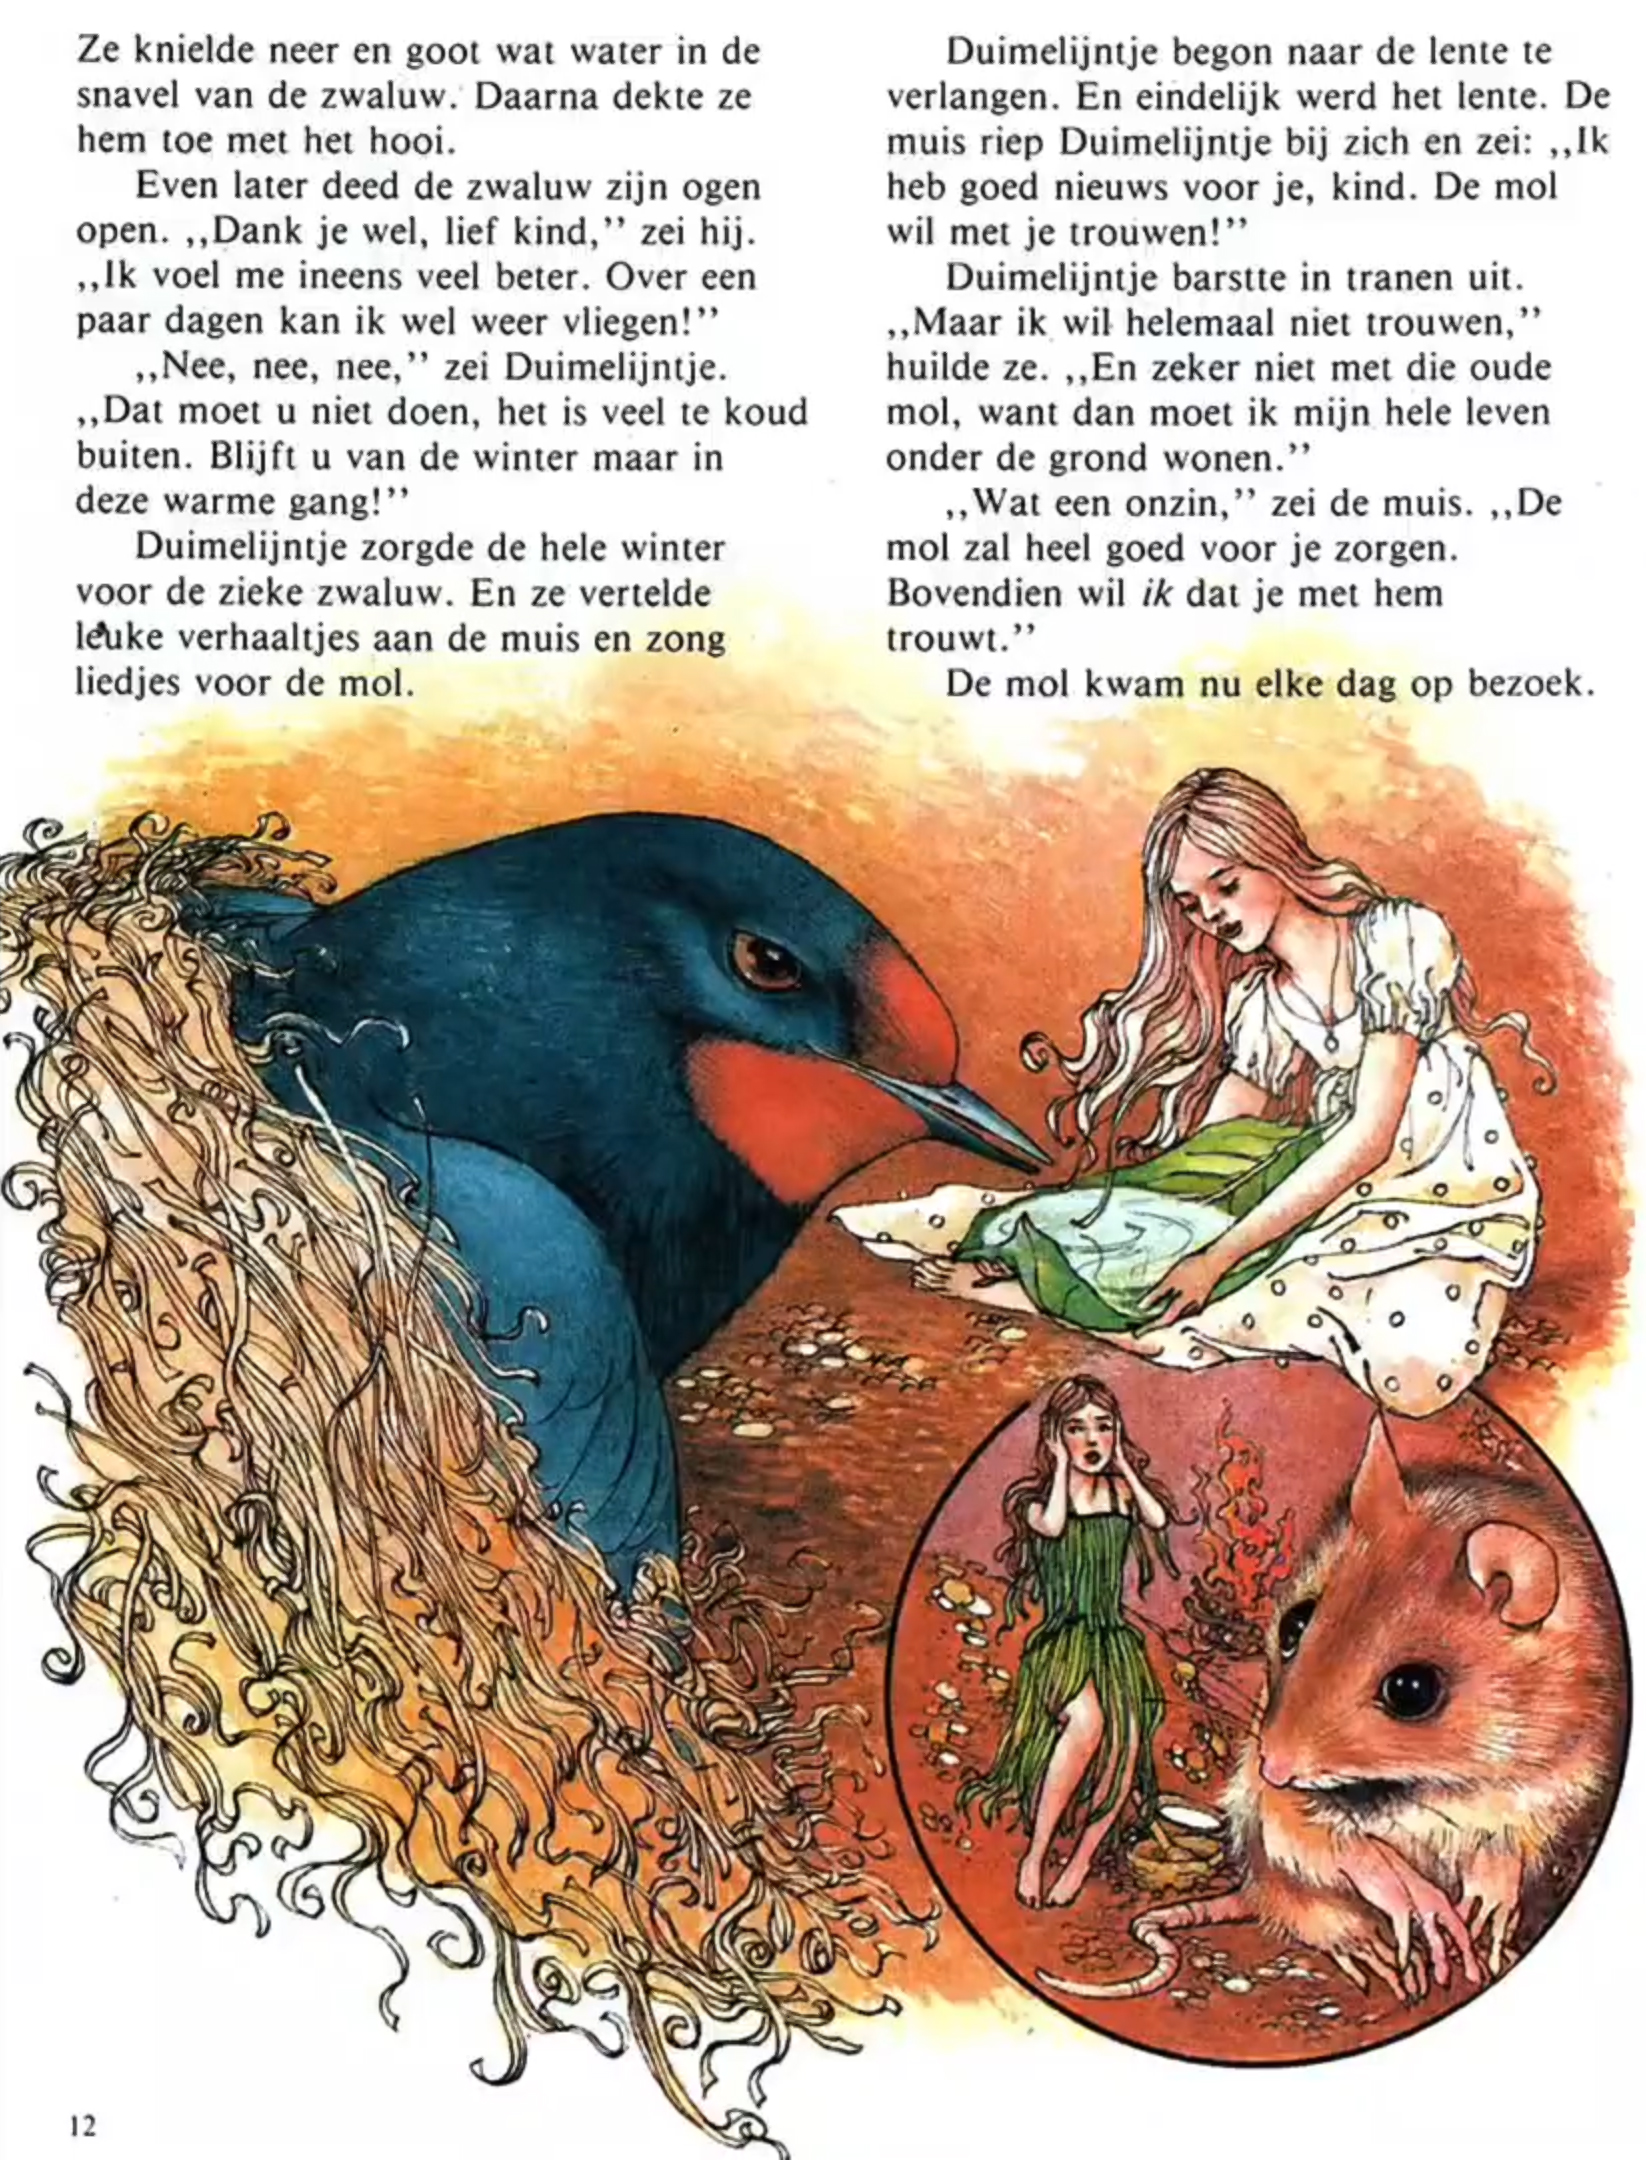 Ze knielde neer en goot wat water in de
snavel van de zwaluw. Daarna dekte ze
hem toe met het hooi.
Even later deed de zwaluw zijn ogen
open. ,,Dank je wel, lief kind,’’ zei hij.
,,Ik voel me ineens veel beter. Over een
paar dagen kan ik wel weer vliegen!’’
,,Nee, nee, nee,’’ zei Duimelijntje.
,,Dat moet u niet doen, het is veel te koud
buiten. Blijft u van de winter maar in
deze warme gang!’’
Duimelijntje zorgde de hele winter
voor de zieke zwaluw. En ze vertelde
leuke verhaaltjes aan de muis en zong
liedjes voor de mol.
Duimelijntje begon naar de lente te
verlangen. En eindelijk werd het lente. De
muis riep Duimelijntje bij zich en zei: ,,Ik
heb goed nieuws voor je, kind. De mol
wil met je trouwen!’’
Duimelijntje barstte in tranen uit.
,,Maar ik wil helemaal niet trouwen,’’
huilde ze. ,,En zeker niet met die oude
mol, want dan moet ik mijn hele leven
onder de grond wonen.’’
,,Wat een onzin,’’ zei de muis. ,,De
mol zal heel goed voor je zorgen.
Bovendien wil ik dat je met hem
trouwt.’’
De mol kwam nu elke dag op bezoek.
12